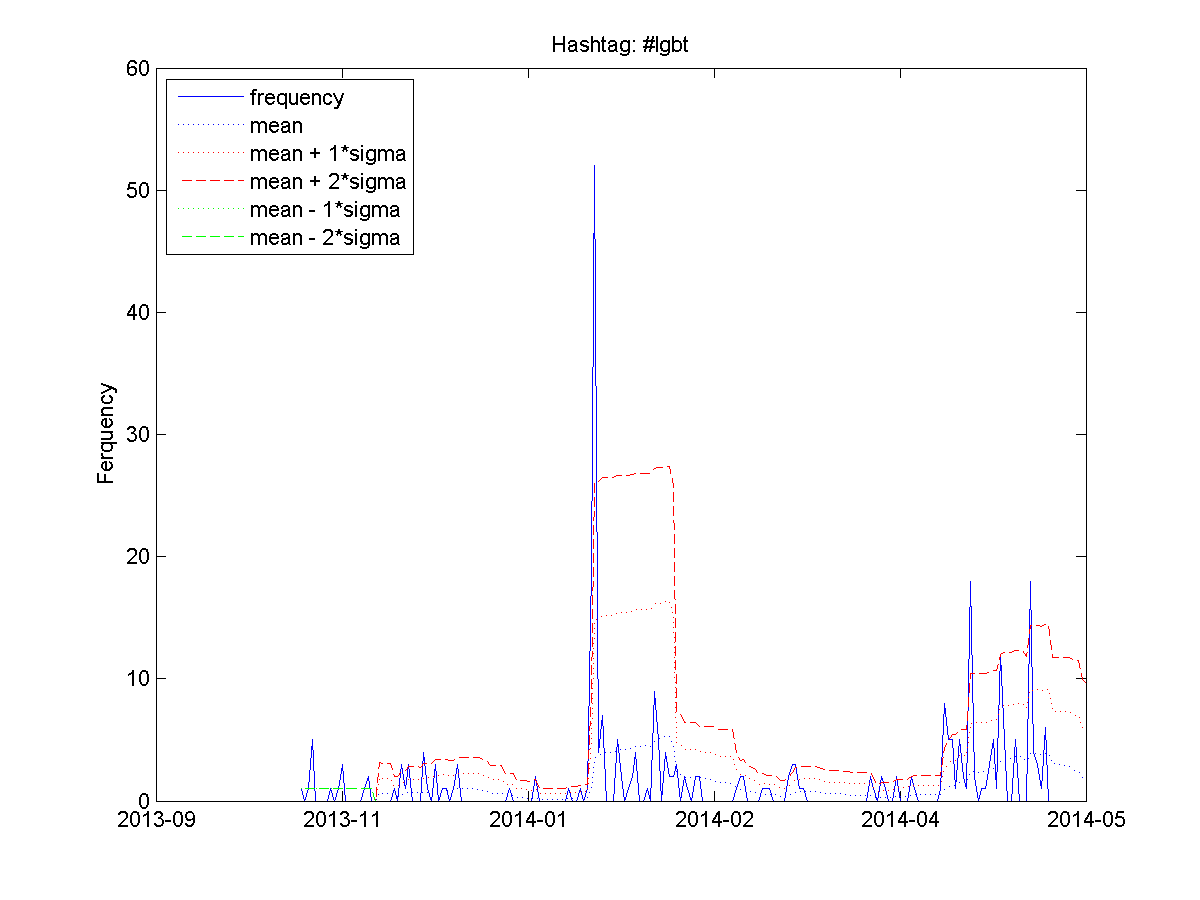 Hashtag: #lgbt
60
50
40
30
20
10
0
Ferquency
frequency
mean
mean + 1*sigma
mean + 2*sigma
mean - 1*sigma
mean - 2*sigma
2013-09 2013-11 2014-01 2014-02 2014-04 2014-05